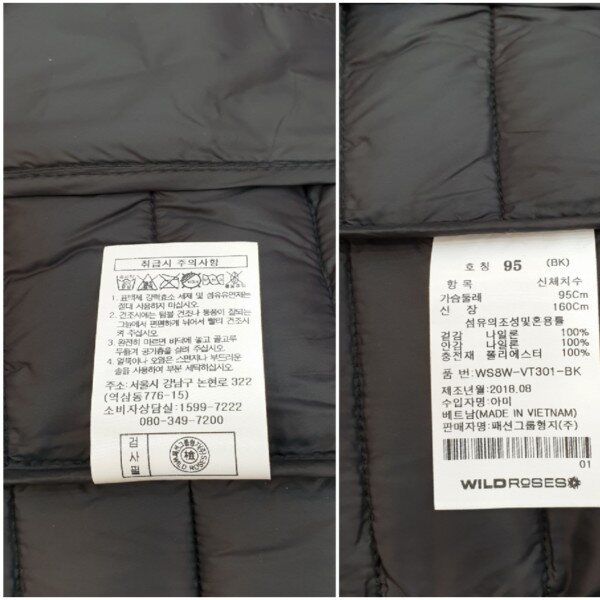 취급시 주의사항
1. 표백제 강력효소 세제 및 섬유유연제는
절대 사용하지 마십시오.
2. 건조시에는 텀블 건조나 통풍이 잘되는
그늘에서 편편하게 뉘어서 빨리 건조시
켜 주십시오.
3. 완전히 마르면 바닥에 놓고 골고루
두들겨 공기층을 살려 주십시오.
4. 얼룩이나 오염은 스펀지나 부드러운
솔을 사용하여 부분 세탁하십시오.
주소: 서울시 강남구 논현로 322
(역삼동776-15)
소비자상담실:1599-7222
080-349-7200
검
사
필
WILD ROSES
호 칭 95 (BK)
항 목 신체치수
가슴둘레 95Cm
신 장 160Cm
섬유의조성및혼용률
겉감 나일론 100%
안감 나일론 100%
충전재 폴리에스터 100%
품 번: WS8W-VT301-BK
제조년월:2018.08
수입자명:아미
베트남(MADE IN VIETNAM)
판매자명:패션그룹형지(주)
01
WILDROSES